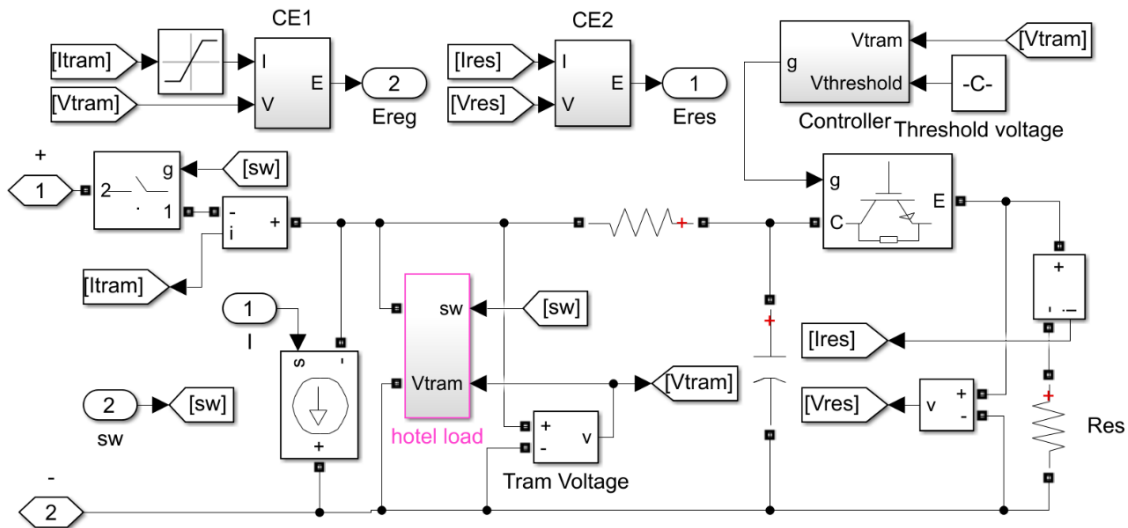 CE1
CE2
[Itram]
I
E
2
Ereg
[Vtram]
V
[Ires]
I
E
1
Eres
[Vres]
V
Vtram
[Vtram]
g
Vthreshold
-C-
Controller
Threshold voltage
+
1
g
[sw]
2
1
-
i
+
[Itram]
g
C
E
1
I
s
-
+
sw
[sw]
Vtram
hotel load
[Vtram]
+
-
v
Tram Voltage
+
+
-
i
[Ires]
[Vres]
v
+
-
+
Res
2
sw
[sw]
-
2
+